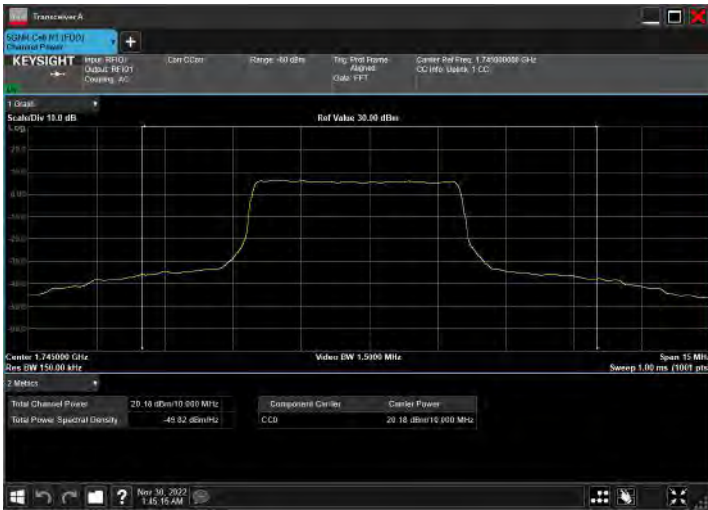 Transceiver A
5GNR Cell N1 (FDD)
Channel Power
KEYSIGHT
Input: RFIO1
Output: RFIO1
Coupling: AC
Corr CCorr
Range: -60 dBm
Trig: Prot Frame
Aligned
Gate: FFT
Carrier Ref Freq: 1.745000000 GHz
CC Info: Uplink, 1 CC
1 Graph
Scale/Div 10.0 dB
Ref Value 30.00 dBm
Log
Center 1.745000 GHz
Video BW 1.5000 MHz
Span 15 MHz
Res BW 150.00 kHz
Sweep 1.00 ms (1001 pts
2 Metrics
Total Channel Power
20.18 dBm/10.000 MHz
Total Power Spectral Density
-49.82 dBm/Hz
Component Carrier
Carrier Power
CC0
20.18 dBm/10.000 MHz
Nov 30, 2022
1:45:16 AM